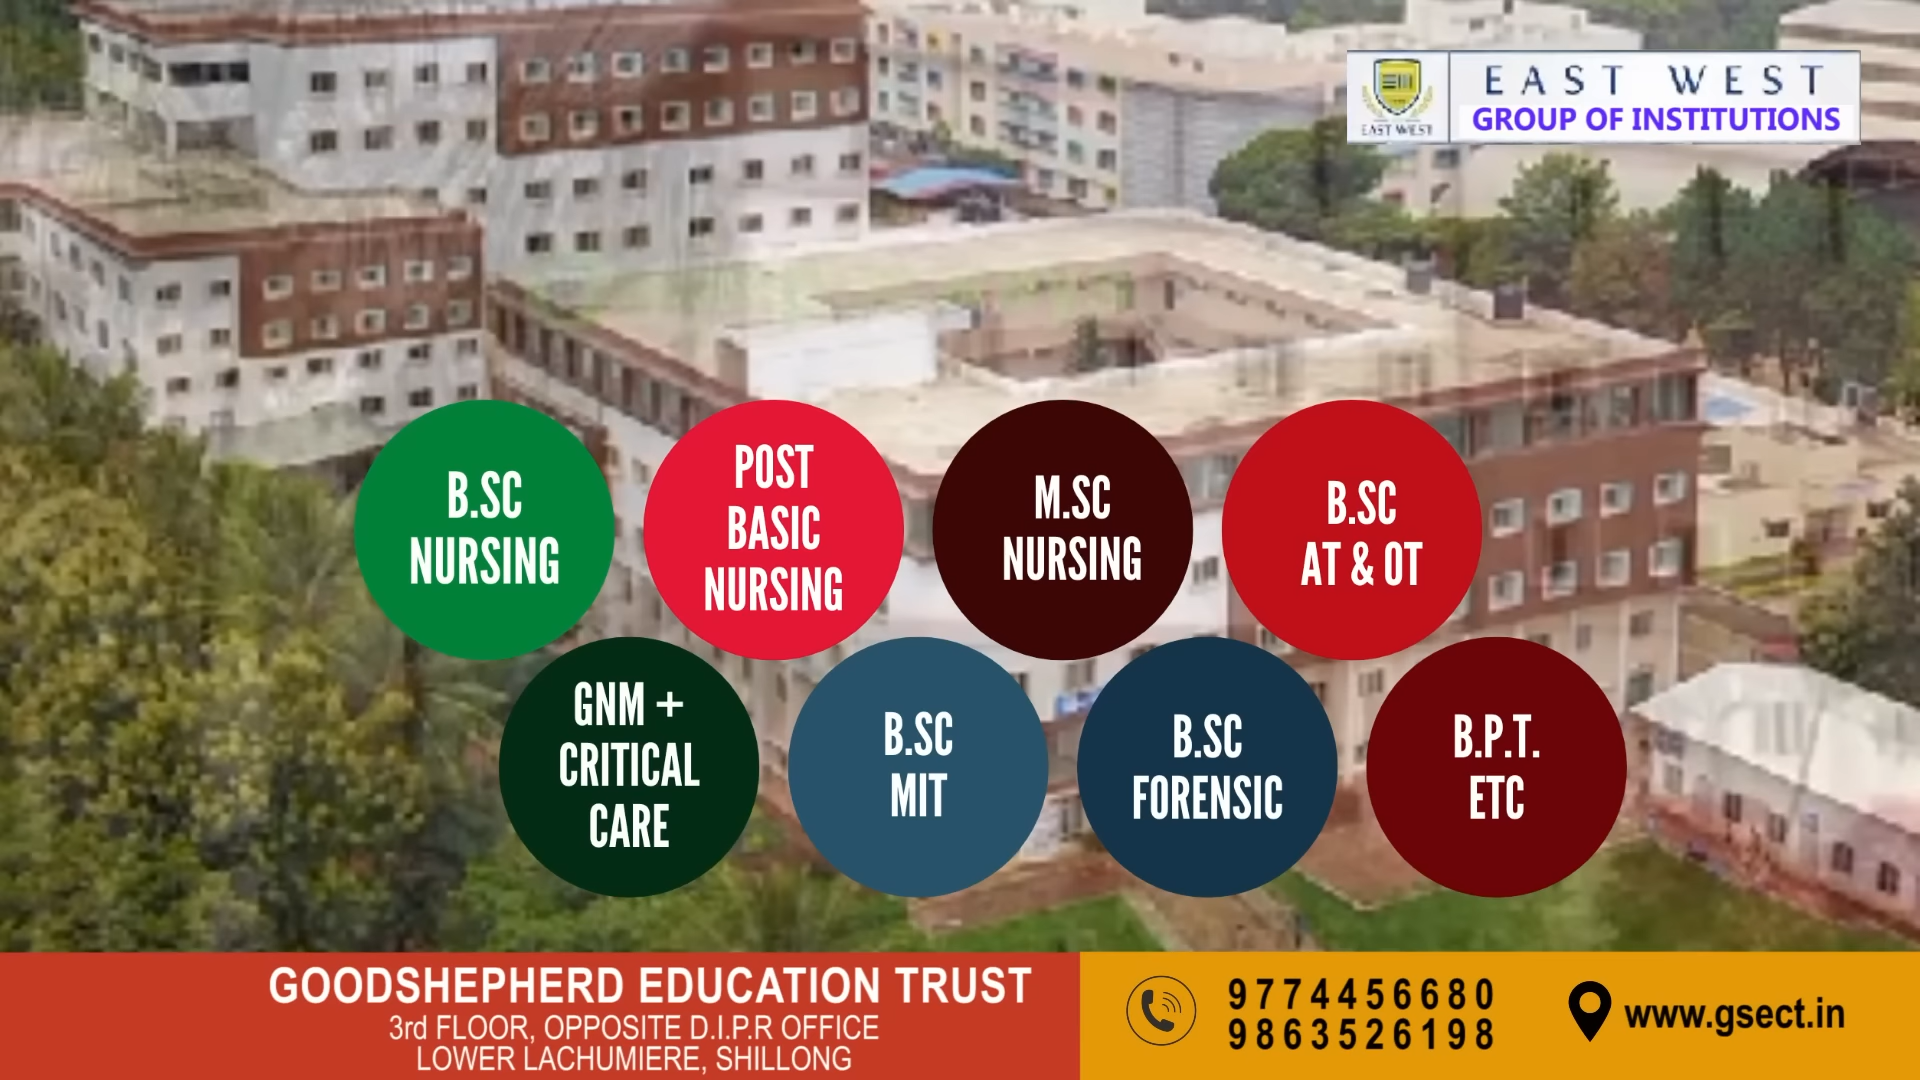 EAST WEST
GROUP OF INSTITUTIONS
EAST WEST
B.SC
NURSING
POST
BASIC
NURSING
M.SC
NURSING
B.SC
AT & OT
GNM +
CRITICAL
CARE
B.SC
MIT
B.SC
FORENSIC
B.P.T.
ETC
GOODSHEPHERD EDUCATION TRUST
3rd FLOOR, OPPOSITE D.I.P.R OFFICE
LOWER LACHUMIERE, SHILLONG
9774456680
9863526198
www.gsect.in